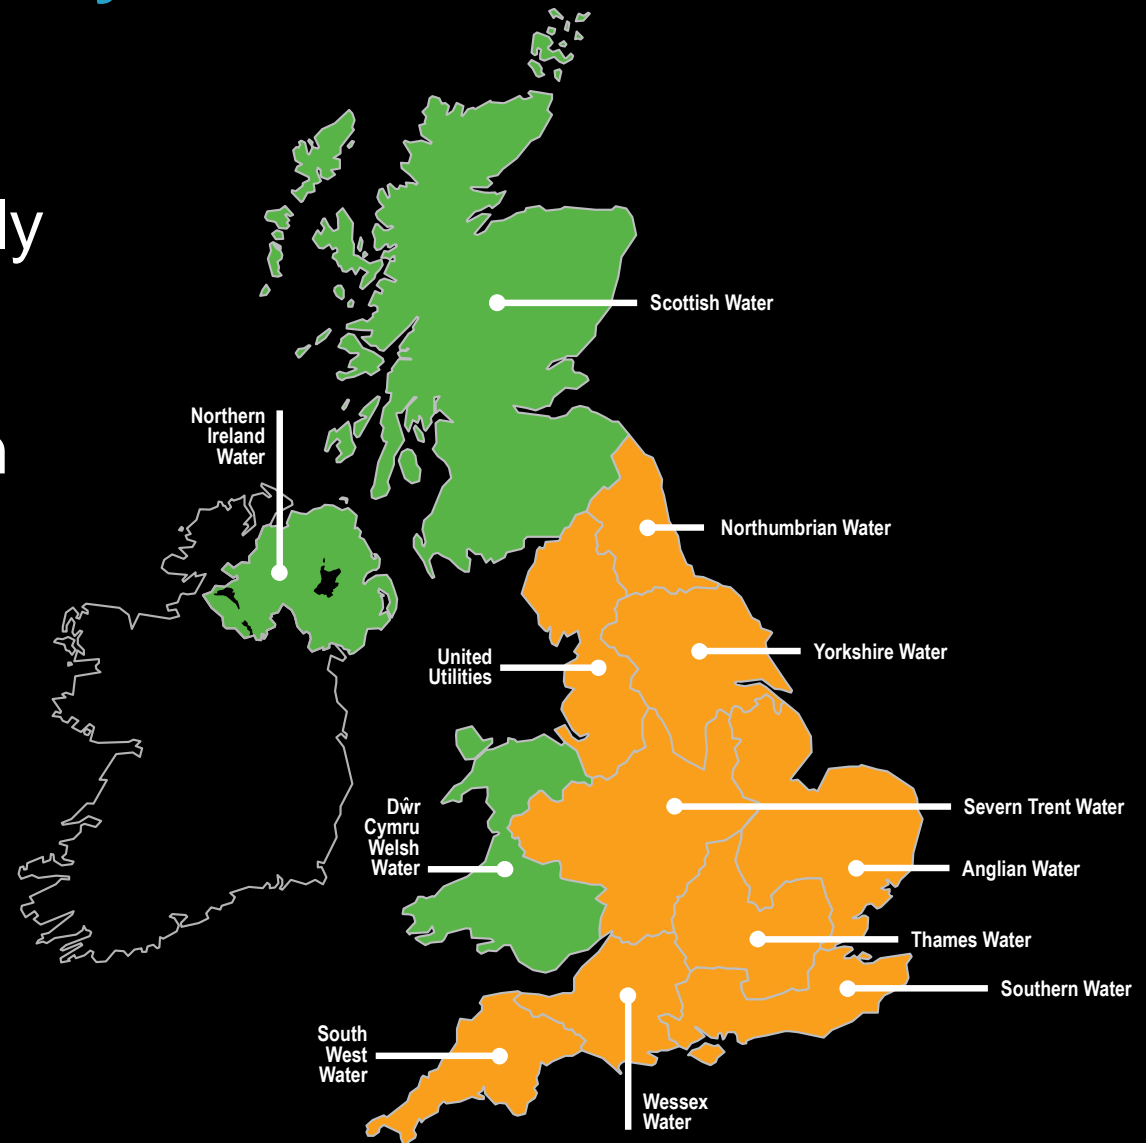 ly
Scottish Water
Northern
Ireland
Water
Northumbrian Water
Yorkshire Water
United
Utilities
Dŵr
Cymru
Welsh
Water
Severn Trent Water
Anglian Water
Thames Water
Southern Water
South
West
Water
Wessex
Water